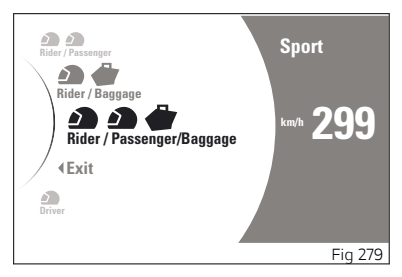 Rider / Passenger
Rider / Baggage
Rider / Passenger/Baggage
Exit
Driver
Sport
km/h 299
Fig 279